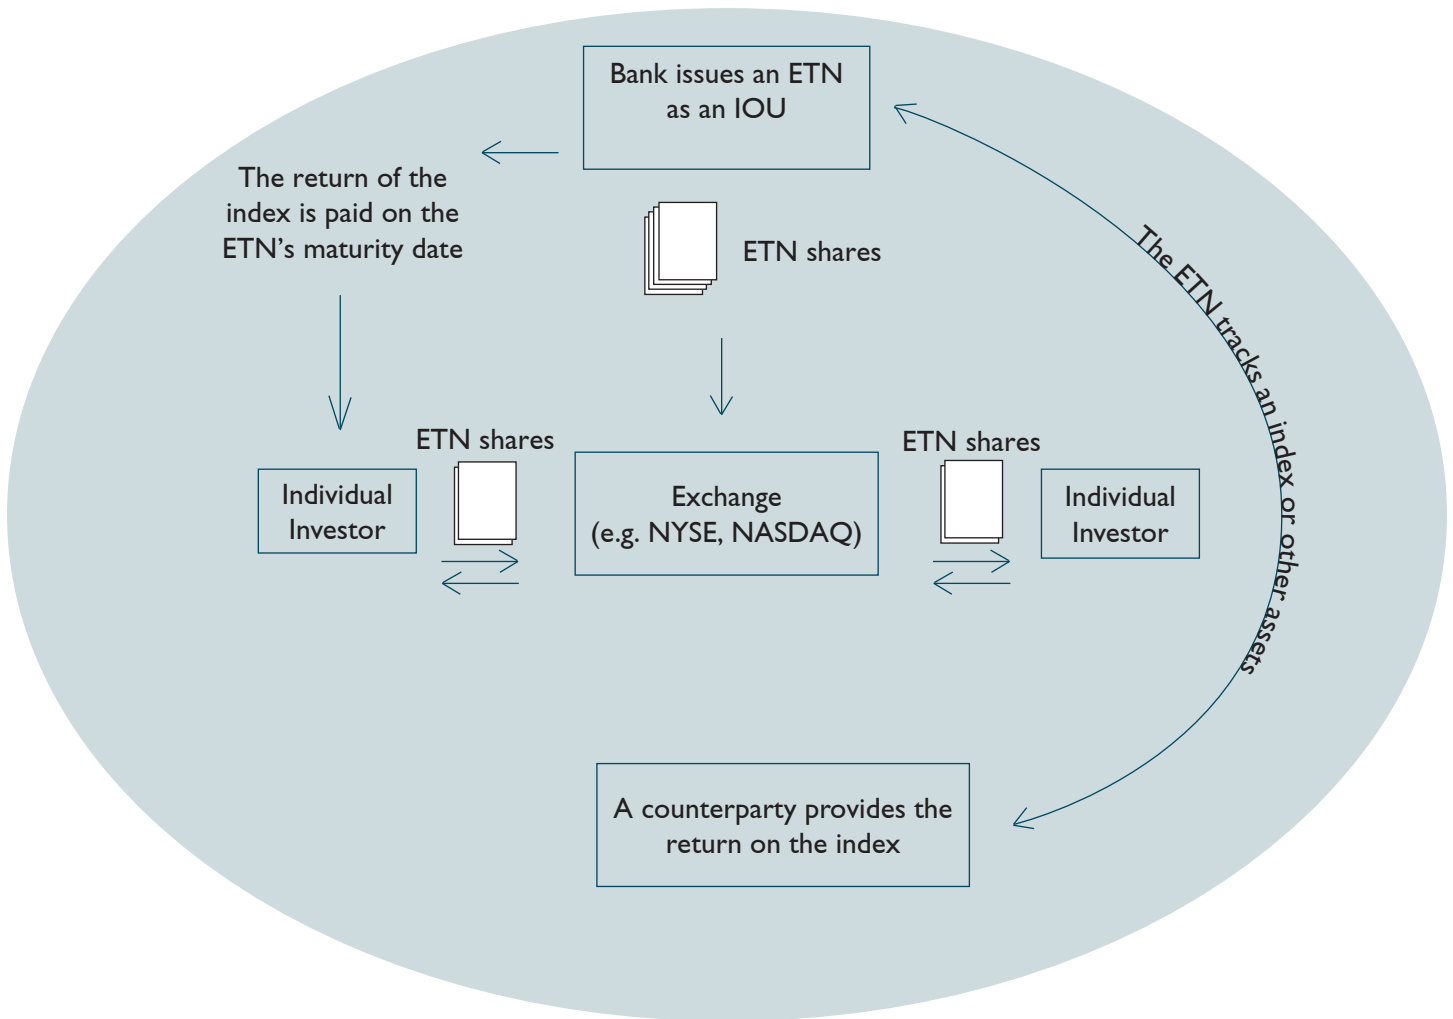 Bank issues an ETN
as an IOU
The return of the
index is paid on the
ETN’s maturity date
ETN shares
The ETN tracks an index or other assets
ETN shares
ETN shares
Individual
Investor
Exchange
(e.g. NYSE, NASDAQ)
Individual
Investor
A counterparty provides the
return on the index